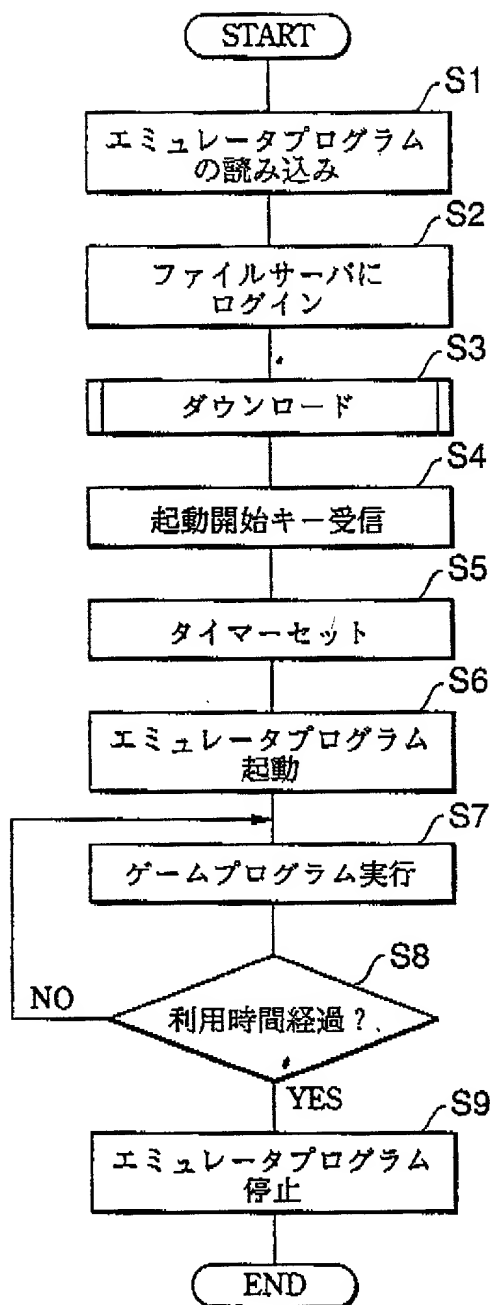 START
S1
エミュレータプログラム
の読み込み
S2
ファイルサーバに
ログイン
S3
ダウンロード
S4
起動開始キー受信
S5
タイマーセット
S6
エミュレータプログラム
起動
S7
ゲームプログラム実行
S8
利用時間経過?
NO
YES
S9
エミュレータプログラム
停止
END